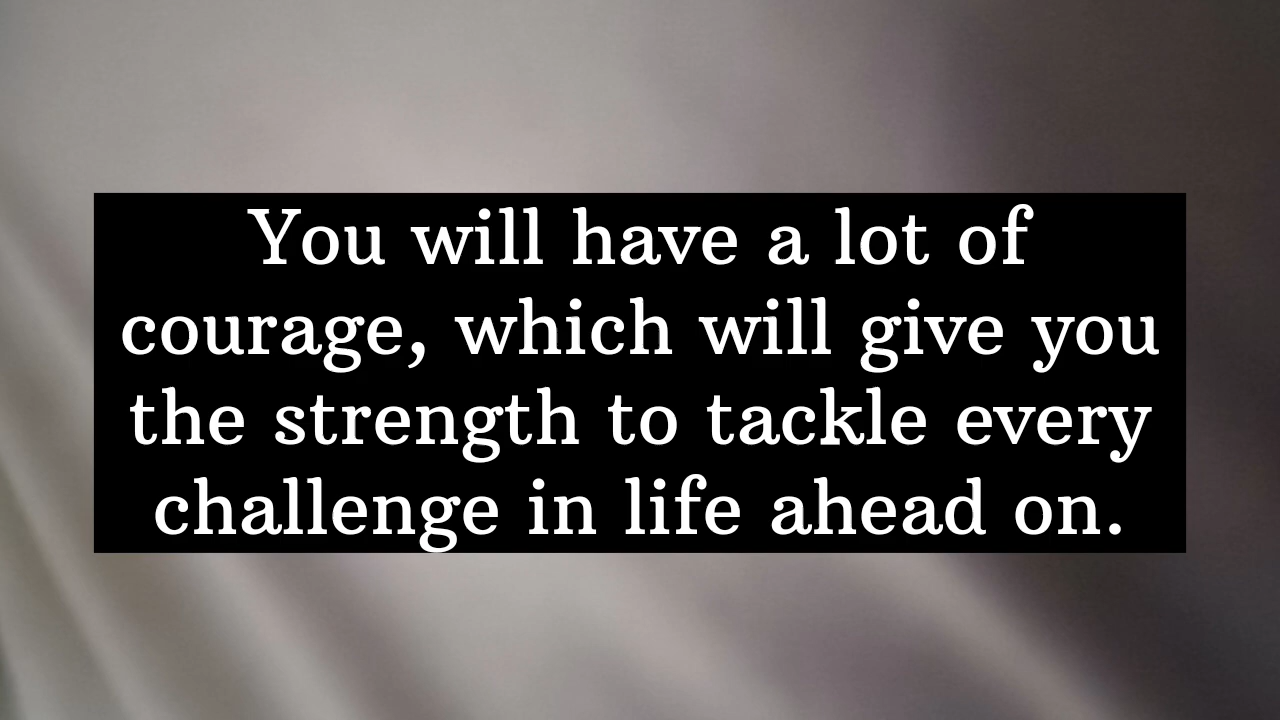 You will have a lot of
courage, which will give you
the strength to tackle every
challenge in life ahead on.